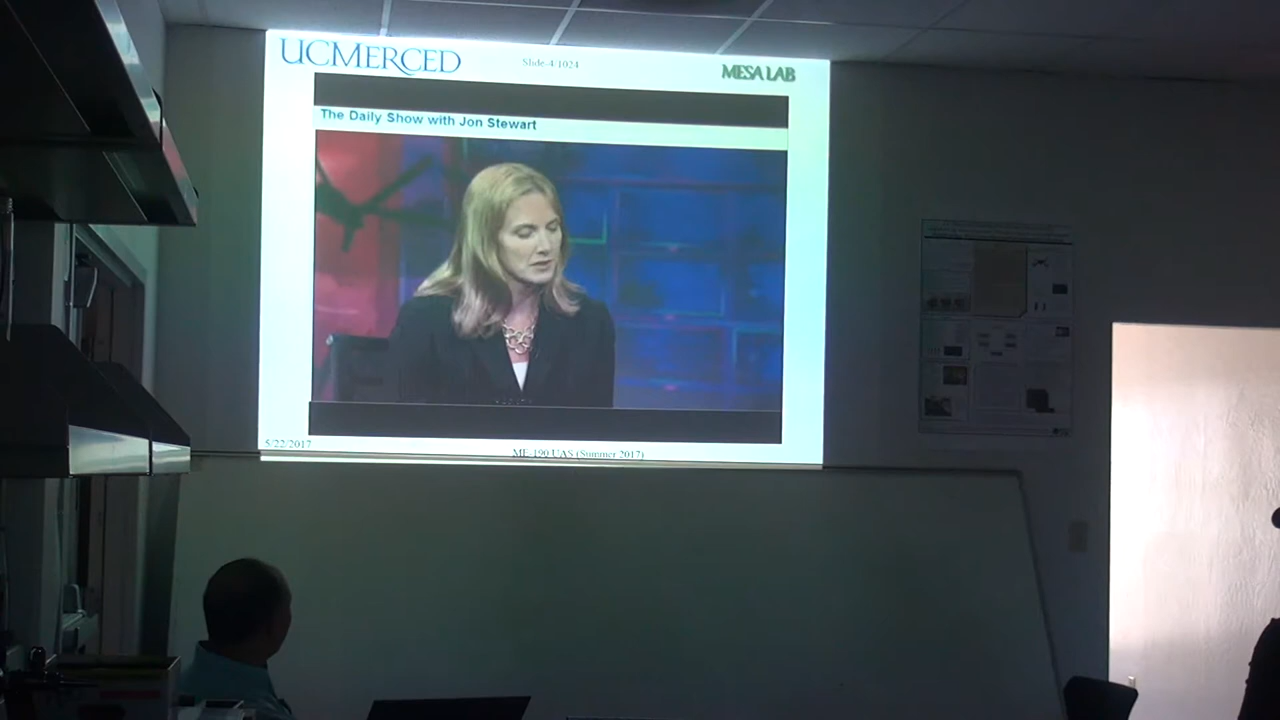 UCMERCED
Slide-4/1024
MESA LAB
The Daily Show with Jon Stewart
5/22/2017
ME-190 UAS (Summer 2017)